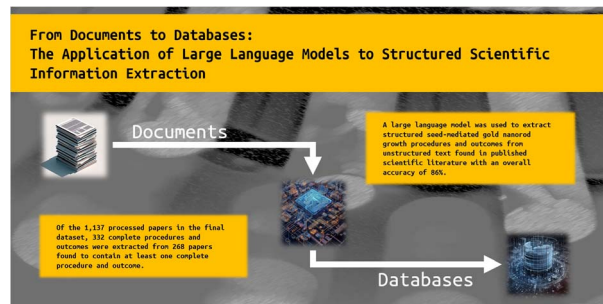 From Documents to Databases:
The Application of Large Language Models to Structured Scientific
Information Extraction
Documents
A large language model was used to extract
structured seed-mediated gold nanorod
growth procedures and outcomes from
unstructured text found in published
scientific literature with an overall
accuracy of 86%.
Of the 1,137 processed papers in the final
dataset, 332 complete procedures and
outcomes were extracted from 268 papers
found to contain at least one complete
procedure and outcome.
Databases